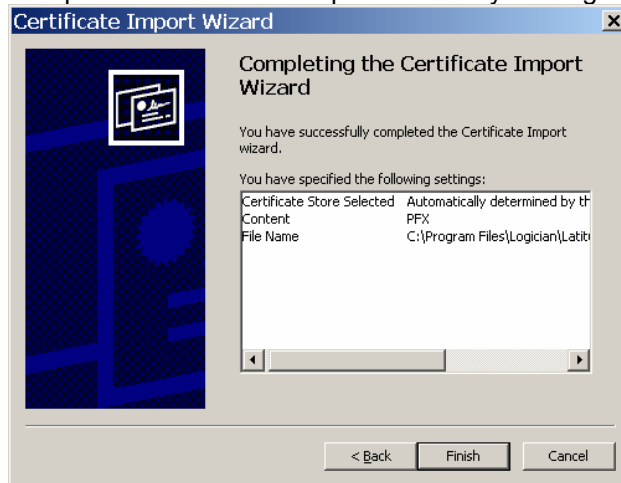 Certificate Import Wizard
Completing the Certificate Import
Wizard
You have successfully completed the Certificate Import
wizard.
You have specified the following settings:
Certificate Store Selected Automatically determined by th
Content PFX
File Name C:\Program Files\Logician\Latit
< Back Finish Cancel